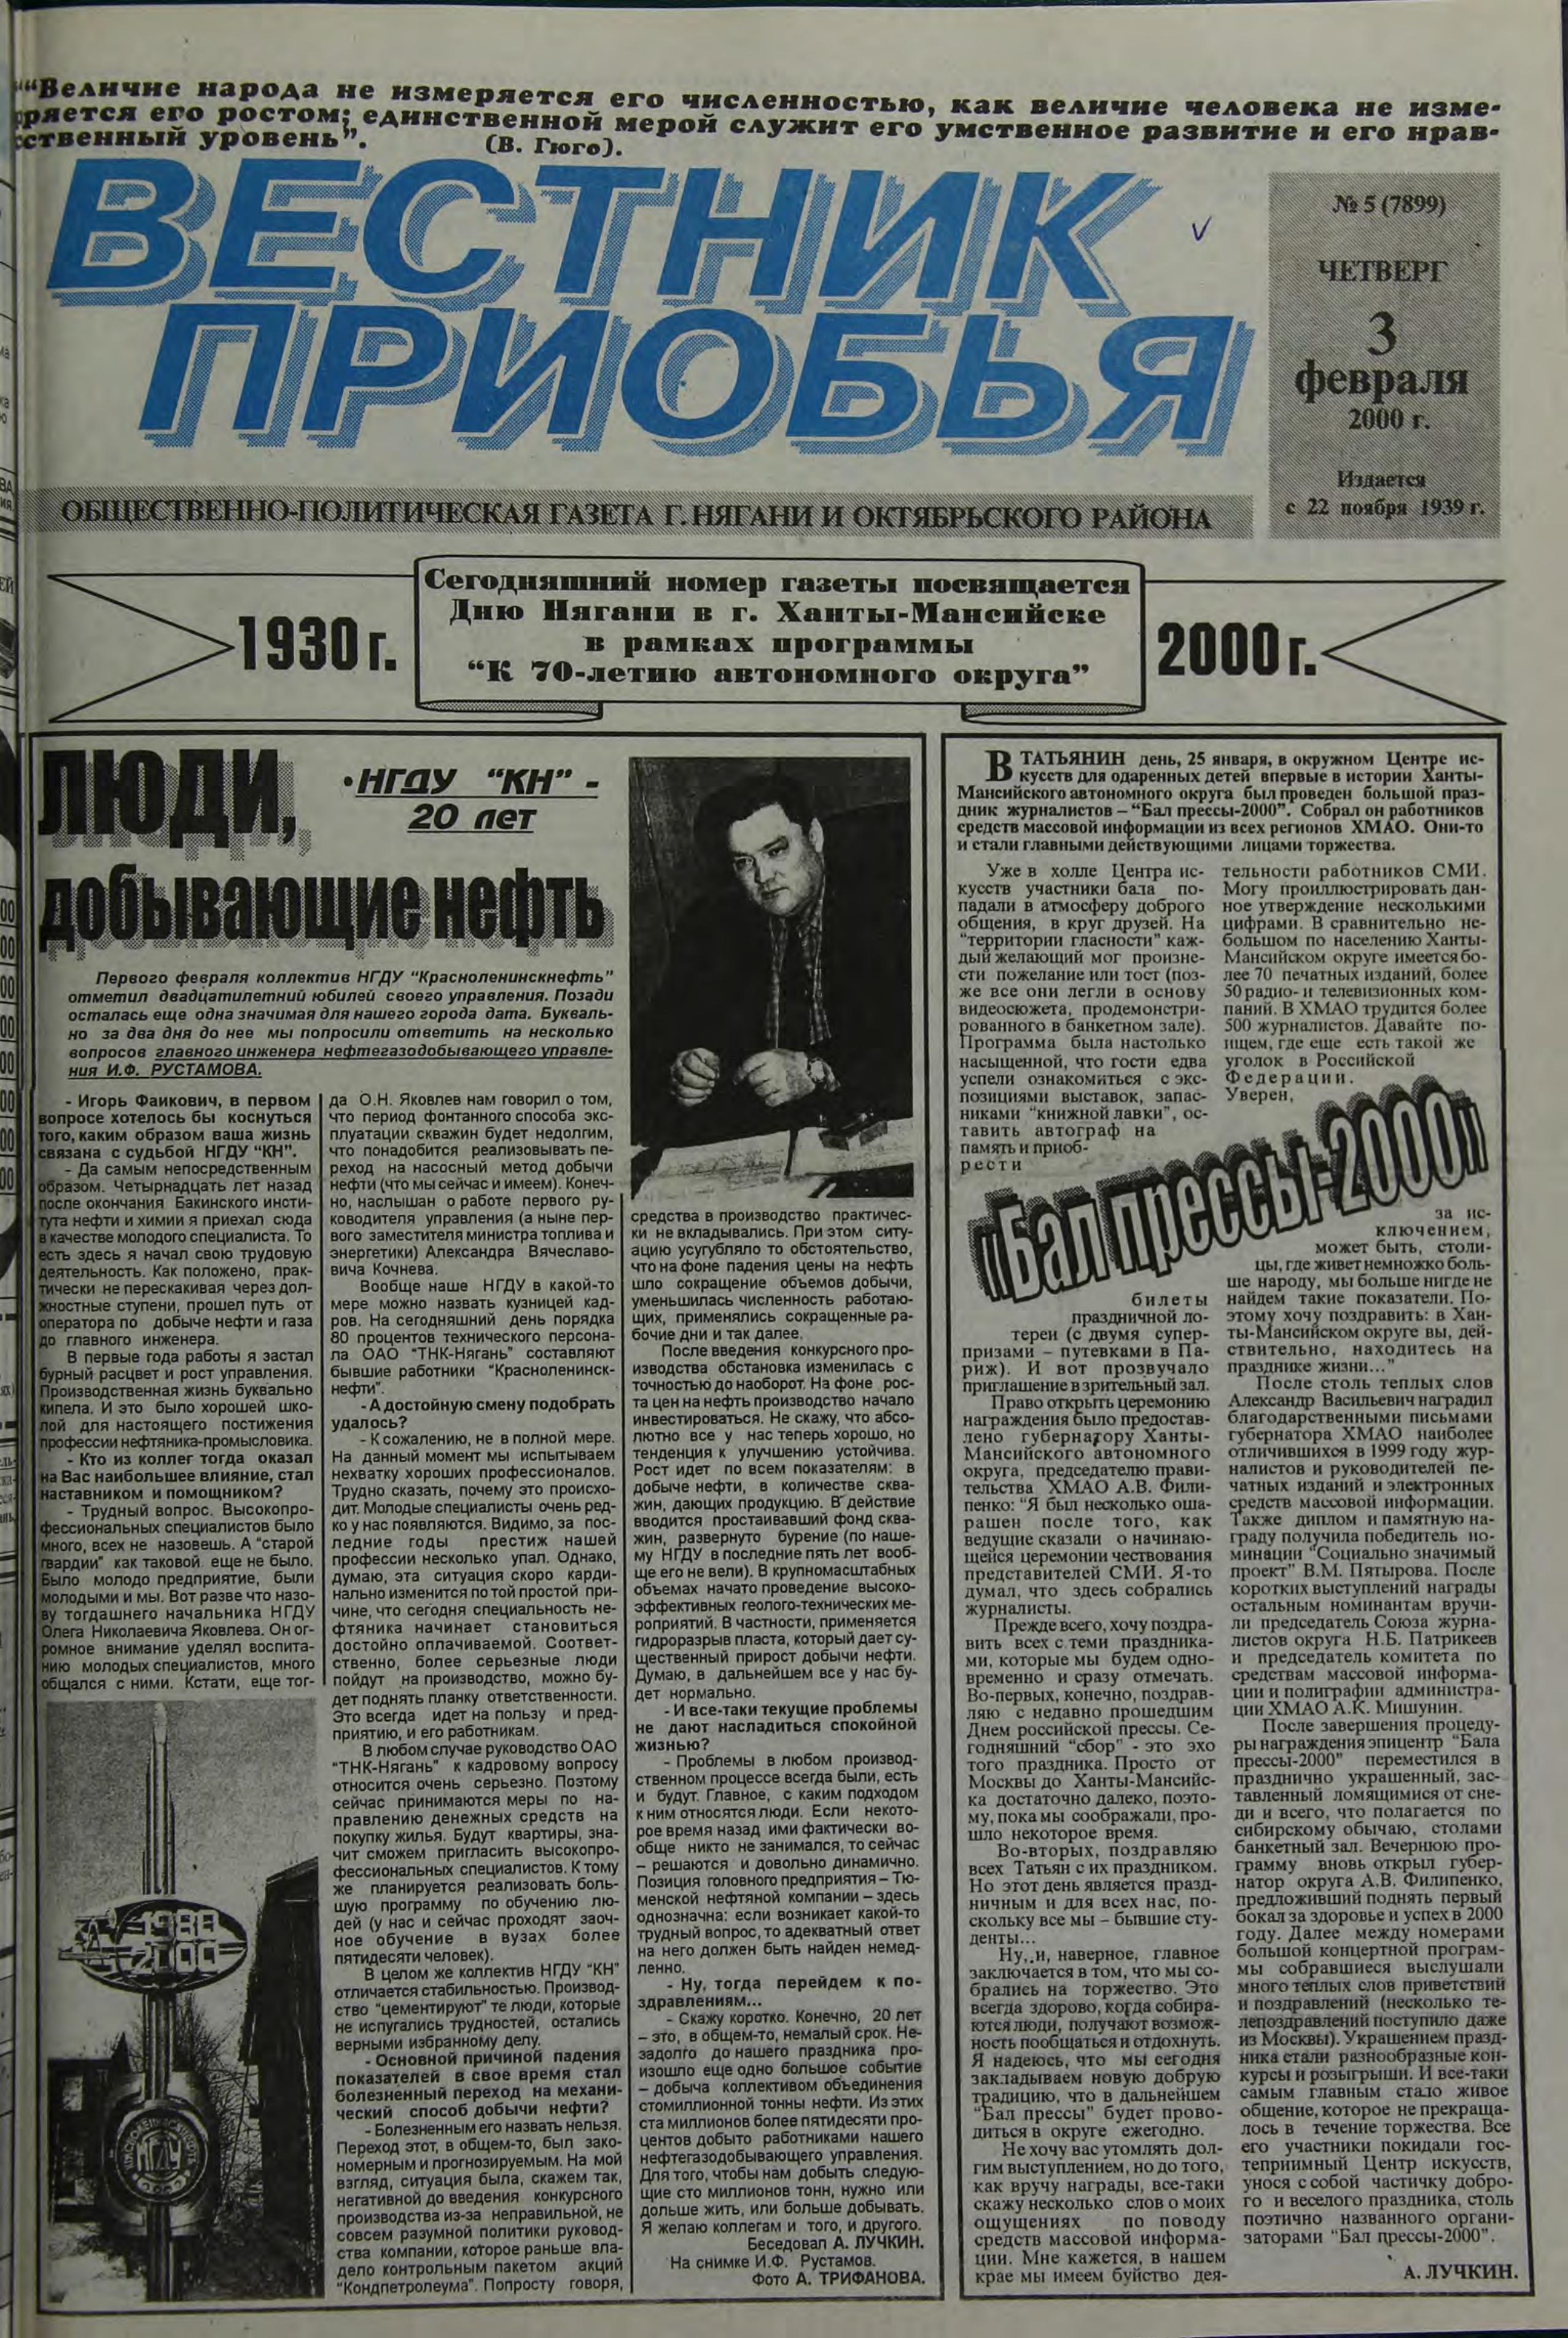 ““Величие народа не измеряется его численностью, как величие человека не изме-
ряется его ростом; единственной мерой служит его умственное развитие и его нрав-
ственный уровень”. (В. Гюго).
ВЕСТНИК
ПРИОБЬЯ
№ 5 (7899)
ЧЕТВЕРГ
3
февраля
2000 г.
Издается
с 22 ноября 1939 г.
ОБЩЕСТВЕННО-ПОЛИТИЧЕСКАЯ ГАЗЕТА Г. НЯГАНИ И ОКТЯБРЬСКОГО РАЙОНА
1930 г.
Сегодняшний номер газеты посвящается
Дню Нягани в г. Ханты-Мансийске
в рамках программы
“К 70-летию автономного округа”
2000 г.
ЛЮДИ,
добывающие нефть
•НГДУ “КН” -
20 лет
Первого февраля коллектив НГДУ “Красноленинскнефть”
отметил двадцатилетний юбилей своего управления. Позади
осталась еще одна значимая для нашего города дата. Букваль-
но за два дня до нее мы попросили ответить на несколько
вопросов главного инженера нефтегазодобывающего управле-
ния И.Ф. РУСТАМОВА.
- Игорь Фаикович, в первом
вопросе хотелось бы коснуться
того, каким образом ваша жизнь
связана с судьбой НГДУ “КН”.
- Да самым непосредственным
образом. Четырнадцать лет назад
после окончания Бакинского инсти-
тута нефти и химии я приехал сюда
в качестве молодого специалиста. То
есть здесь я начал свою трудовую
деятельность. Как положено, прак-
тически не перескакивая через дол-
жностные ступени, прошел путь от
оператора по добыче нефти и газа
до главного инженера.
В первые года работы я застал
бурный расцвет и рост управления.
Производственная жизнь буквально
кипела. И это было хорошей шко-
лой для настоящего постижения
профессии нефтяника-промысловика.
- Кто из коллег тогда оказал
на Вас наибольшее влияние, стал
наставником и помощником?
- Трудный вопрос. Высокопро-
фессиональных специалистов было
много, всех не назовешь. А “старой
гвардии” как таковой еще не было.
Было молодо предприятие, были
молодыми и мы. Вот разве что назо-
ву тогдашнего начальника НГДУ
Олега Николаевича Яковлева. Он ог-
ромное внимание уделял воспита-
нию молодых специалистов, много
общался с ними. Кстати, еще тог-
1980
2000
НГДУ
да О.Н. Яковлев нам говорил о том,
что период фонтанного способа экс-
плуатации скважин будет недолгим,
что понадобится реализовывать пе-
реход на насосный метод добычи
нефти (что мы сейчас и имеем). Конеч-
но, наслышан о работе первого ру-
ководителя управления (а ныне пер-
вого заместителя министра топлива и
энергетики) Александра Вячеславо-
вича Кочнева.
Вообще наше НГДУ в какой-то
мере можно назвать кузницей кад-
ров. На сегодняшний день порядка
80 процентов технического персона-
ла ОАО “ТНК-Нягань” составляют
бывшие работники “Красноленинск-
нефти”.
- А достойную смену подобрать
удалось?
- К сожалению, не в полной мере.
На данный момент мы испытываем
нехватку хороших профессионалов.
Трудно сказать, почему это происхо-
дит. Молодые специалисты очень ред-
ко у нас появляются. Видимо, за пос-
ледние годы престиж нашей
профессии несколько упал. Однако,
думаю, эта ситуация скоро карди-
нально изменится по той простой при-
чине, что сегодня специальность не-
фтяника начинает становиться
достойно оплачиваемой. Соответ-
ственно, более серьезные люди
пойдут на производство, можно бу-
дет поднять планку ответственности.
Это всегда идет на пользу и пред-
приятию, и его работникам.
В любом случае руководство ОАО
“ТНК-Нягань” к кадровому вопросу
относится очень серьезно. Поэтому
сейчас принимаются меры по на-
правлению денежных средств на
покупку жилья. Будут квартиры, зна-
чит сможем пригласить высокопро-
фессиональных специалистов. К тому
же планируется реализовать боль-
шую программу по обучению лю-
дей (у нас и сейчас проходят заоч-
ное обучение в вузах более
пятидесяти человек).
В целом же коллектив НГДУ “КН”
отличается стабильностью. Производ-
ство “цементируют” те люди, которые
не испугались трудностей, остались
верными избранному делу.
- Основной причиной падения
показателей в свое время стал
болезненный переход на механи-
ческий способ добычи нефти?
- Болезненным его назвать нельзя.
Переход этот, в общем-то, был зако-
номерным и прогнозируемым. На мой
взгляд, ситуация была, скажем так,
негативной до введения конкурсного
производства из-за неправильной, не
совсем разумной политики руковод-
ства компании, которое раньше вла-
дело контрольным пакетом акций
“Кондпетролеума”. Попросту говоря,
средства в производство практичес-
ки не вкладывались. При этом ситу-
ацию усугубляло то обстоятельство,
что на фоне падения цены на нефть
шло сокращение объемов добычи,
уменьшилась численность работаю-
щих, применялись сокращенные ра-
бочие дни и так далее.
После введения конкурсного про-
изводства обстановка изменилась с
точностью до наоборот. На фоне рос-
та цен на нефть производство начало
инвестироваться. Не скажу, что абсо-
лютно все у нас теперь хорошо, но
тенденция к улучшению устойчива.
Рост идет по всем показателям: в
добыче нефти, в количестве сква-
жин, дающих продукцию. В действие
вводится простаивавший фонд сква-
жин, развернуто бурение (по наше-
му НГДУ в последние пять лет вооб-
ще его не вели). В крупномасштабных
объемах начато проведение высоко-
эффективных геолого-технических ме-
роприятий. В частности, применяется
гидроразрыв пласта, который дает су-
щественный прирост добычи нефти.
Думаю, в дальнейшем все у нас бу-
дет нормально.
- И все-таки текущие проблемы
не дают насладиться спокойной
жизнью?
- Проблемы в любом производ-
ственном процессе всегда были, есть
и будут. Главное, с каким подходом
к ним относятся люди. Если некото-
рое время назад ими фактически во-
обще никто не занимался, то сейчас
– решаются и довольно динамично.
Позиция головного предприятия – Тю-
менской нефтяной компании – здесь
однозначна: если возникает какой-то
трудный вопрос, то адекватный ответ
на него должен быть найден немед-
ленно.
- Ну, тогда перейдем к по-
здравлениям...
- Скажу коротко. Конечно, 20 лет
– это, в общем-то, немалый срок. Не-
задолго до нашего праздника про-
изошло еще одно большое событие
– добыча коллективом объединения
стомиллионной тонны нефти. Из этих
ста миллионов более пятидесяти про-
центов добыто работниками нашего
нефтегазодобывающего управления.
Для того, чтобы нам добыть следую-
щие сто миллионов тонн, нужно или
дольше жить, или больше добывать.
Я желаю коллегам и того, и другого.
Беседовал А. ЛУЧКИН.
На снимке И.Ф. Рустамов.
Фото А. ТРИФАНОВА.
В ТАТЬЯНИН день, 25 января, в окружном Центре ис-
кусств для одаренных детей впервые в истории Ханты-
Мансийского автономного округа был проведен большой праз-
дник журналистов – “Бал прессы-2000”. Собрал он работников
средств массовой информации из всех регионов ХМАО. Они-то
и стали главными действующими лицами торжества.
Уже в холле Центра ис-
кусств участники бала по-
падали в атмосферу доброго
общения, в круг друзей. На
“территории гласности” каж-
дый желающий мог произне-
сти пожелание или тост (поз-
же все они легли в основу
видеосюжета, продемонстри-
рованного в банкетном зале).
Программа была настолько
насыщенной, что гости едва
успели ознакомиться с экс-
позициями выставок, запас-
никами “книжной лавки”, ос-
тавить автограф на
память и приоб-
рести
«Бал прессы-2000»
билеты
праздничной ло-
тереи (с двумя супер-
призами – путевками в Па-
риж). И вот прозвучало
приглашение в зрительный зал.
Право открыть церемонию
награждения было предостав-
лено губернатору Ханты-
Мансийского автономного
округа, председателю прави-
тельства ХМАО А.В. Фили-
пенко: “Я был несколько оша-
рашен после того, как
ведущие сказали о начинаю-
щейся церемонии чествования
представителей СМИ. Я-то
думал, что здесь собрались
журналисты.
Прежде всего, хочу поздра-
вить всех с теми праздника-
ми, которые мы будем одно-
временно и сразу отмечать.
Во-первых, конечно, поздрав-
ляю с недавно прошедшим
Днем российской прессы. Се-
годняшний “сбор” - это эхо
того праздника. Просто от
Москвы до Ханты-Мансийс-
ка достаточно далеко, поэто-
му, пока мы соображали, про-
шло некоторое время.
Во-вторых, поздравляю
всех Татьян с их праздником.
Но этот день является празд-
ничным и для всех нас, по-
скольку все мы – бывшие сту-
денты...
Ну, и, наверное, главное
заключается в том, что мы со-
брались на торжество. Это
всегда здорово, когда собира-
ются люди, получают возмож-
ность пообщаться и отдохнуть.
Я надеюсь, что мы сегодня
закладываем новую добрую
традицию, что в дальнейшем
“Бал прессы” будет прово-
диться в округе ежегодно.
Не хочу вас утомлять дол-
гим выступлением, но до того,
как вручу награды, все-таки
скажу несколько слов о моих
ощущениях по поводу
средств массовой информа-
ции. Мне кажется, в нашем
крае мы имеем буйство дея-
тельности работников СМИ.
Могу проиллюстрировать дан-
ное утверждение несколькими
цифрами. В сравнительно не-
большом по населению Ханты-
Мансийском округе имеется бо-
лее 70 печатных изданий, более
50 радио- и телевизионных ком-
паний. В ХМАО трудится более
500 журналистов. Давайте по-
ищем, где еще есть такой же
уголок в Российской
Федерации.
Уверен,
за ис-
ключением,
может быть, столи-
цы, где живет немножко боль-
ше народу, мы больше нигде не
найдем такие показатели. По-
этому хочу поздравить: в Хан-
ты-Мансийском округе вы, дей-
ствительно, находитесь на
празднике жизни...”
После столь теплых слов
Александр Васильевич наградил
благодарственными письмами
губернатора ХМАО наиболее
отличившихся в 1999 году жур-
налистов и руководителей пе-
чатных изданий и электронных
средств массовой информации.
Также диплом и памятную на-
граду получила победитель но-
минации “Социально значимый
проект” В.М. Пятырова. После
коротких выступлений награды
остальным номинантам вручи-
ли председатель Союза журна-
листов округа Н.Б. Патрикеев
и председатель комитета по
средствам массовой информа-
ции и полиграфии администра-
ции ХМАО А.К. Мишунин.
После завершения процеду-
ры награждения эпицентр “Бала
прессы-2000” переместился в
празднично украшенный, зас-
тавленный ломящимися от сне-
ди и всего, что полагается по
сибирскому обычаю, столами
банкетный зал. Вечернюю про-
грамму вновь открыл губер-
натор округа А.В. Филипенко,
предложивший поднять первый
бокал за здоровье и успех в 2000
году. Далее между номерами
большой концертной програм-
мы собравшиеся выслушали
много теплых слов приветствий
и поздравлений (несколько те-
лепоздравлений поступило даже
из Москвы). Украшением празд-
ника стали разнообразные кон-
курсы и розыгрыши. И все-таки
самым главным стало живое
общение, которое не прекраща-
лось в течение торжества. Все
его участники покидали гос-
теприимный Центр искусств,
унося с собой частичку добро-
го и веселого праздника, столь
поэтично названного органи-
заторами “Бал прессы-2000”.
А. ЛУЧКИН.